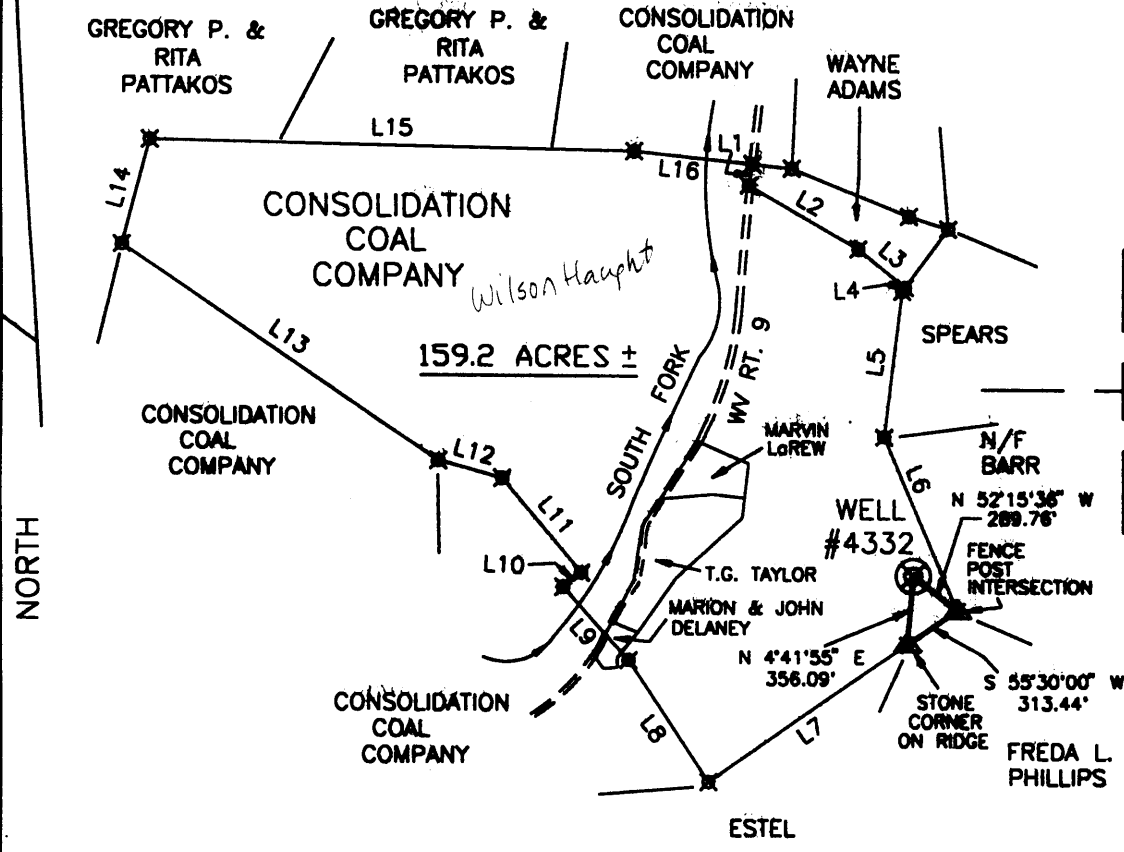 GREGORY P. &
RITA
PATTAKOS
GREGORY P. &
RITA
PATTAKOS
CONSOLIDATION
COAL
COMPANY
WAYNE
ADAMS
L15
L1
L16
L2
L3
L4
L14
CONSOLIDATION
COAL
COMPANY
Wilson Haught
159.2 ACRES ±
L13
SOUTH FORK
WV RT. 9
L5
SPEARS
CONSOLIDATION
COAL
COMPANY
L12
L11
L10
L9
MARVIN
LaREW
L6
N/F
BARR
N 52°15'36" W
289.76'
WELL
#4332
FENCE
POST
INTERSECTION
T.G. TAYLOR
MARION & JOHN
DELANEY
N 4°41'55" E
356.09'
S 55°30'00" W
313.44'
STONE
CORNER
ON RIDGE
NORTH
CONSOLIDATION
COAL
COMPANY
L8
L7
FREDA L.
PHILLIPS
ESTEL